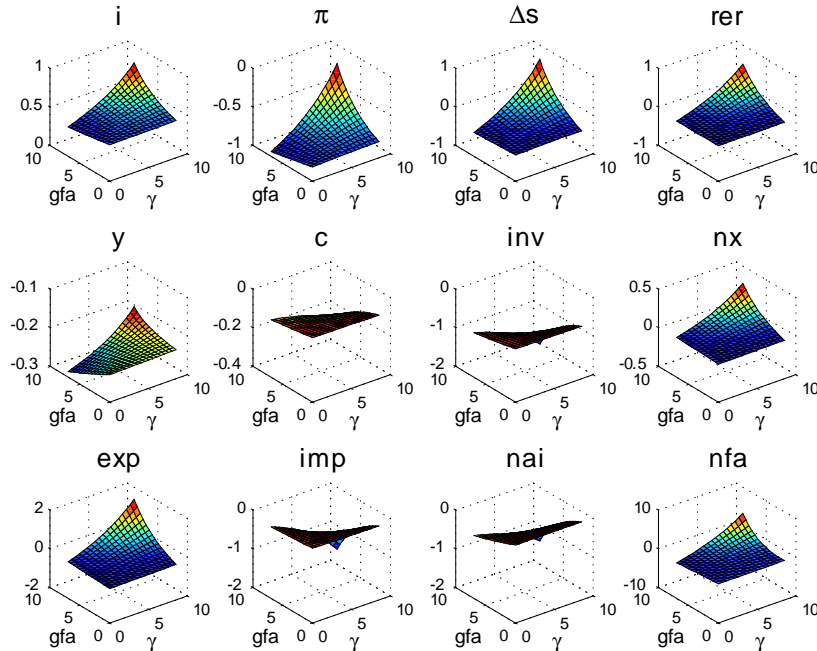 i π Δs rer
1 0 1 1
0.5 -0.5 0 0
0 -1 -1 -1
10 5 0 0 5 10 10 5 0 0 5 10 10 5 0 0 5 10 10 5 0 0 5 10
gfa γ gfa γ gfa γ gfa γ
y c inv nx
-0.1 0 0 0.5
-0.2 -0.2 -1 0
-0.3 -0.4 -2 -0.5
10 5 0 0 5 10 10 5 0 0 5 10 10 5 0 0 5 10 10 5 0 0 5 10
gfa γ gfa γ gfa γ gfa γ
exp imp nai nfa
2 0 0 10
0 -1 -1 0
-2 -2 -2 -10
10 5 0 0 5 10 10 5 0 0 5 10 10 5 0 0 5 10 10 5 0 0 5 10
gfa γ gfa γ gfa γ gfa γ